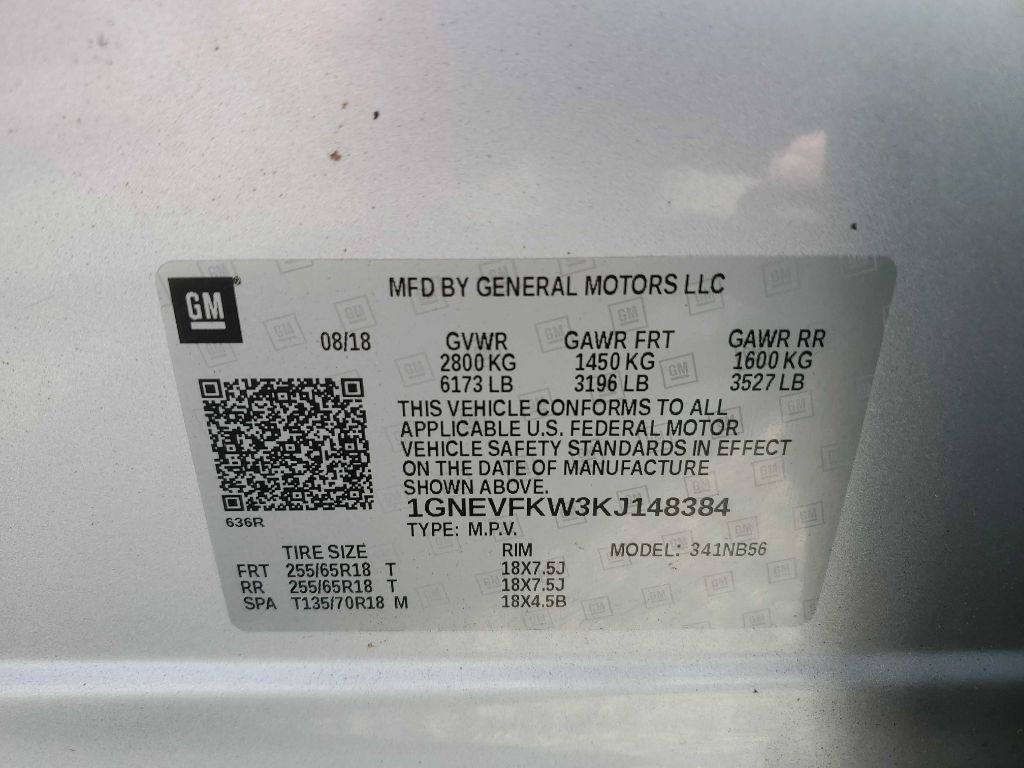 GM
MFD BY GENERAL MOTORS LLC
08/18 GVWR GAWR FRT GAWR RR
2800 KG 1450 KG 1600 KG
6173 LB 3196 LB 3527 LB
THIS VEHICLE CONFORMS TO ALL
APPLICABLE U.S. FEDERAL MOTOR
VEHICLE SAFETY STANDARDS IN EFFECT
ON THE DATE OF MANUFACTURE
SHOWN ABOVE.
1GNEVFKW3KJ148384
636R
TYPE: M.P.V.
TIRE SIZE RIM MODEL: 341NB56
FRT 255/65R18 T 18X7.5J
RR 255/65R18 T 18X7.5J
SPA T135/70R18 M 18X4.5B